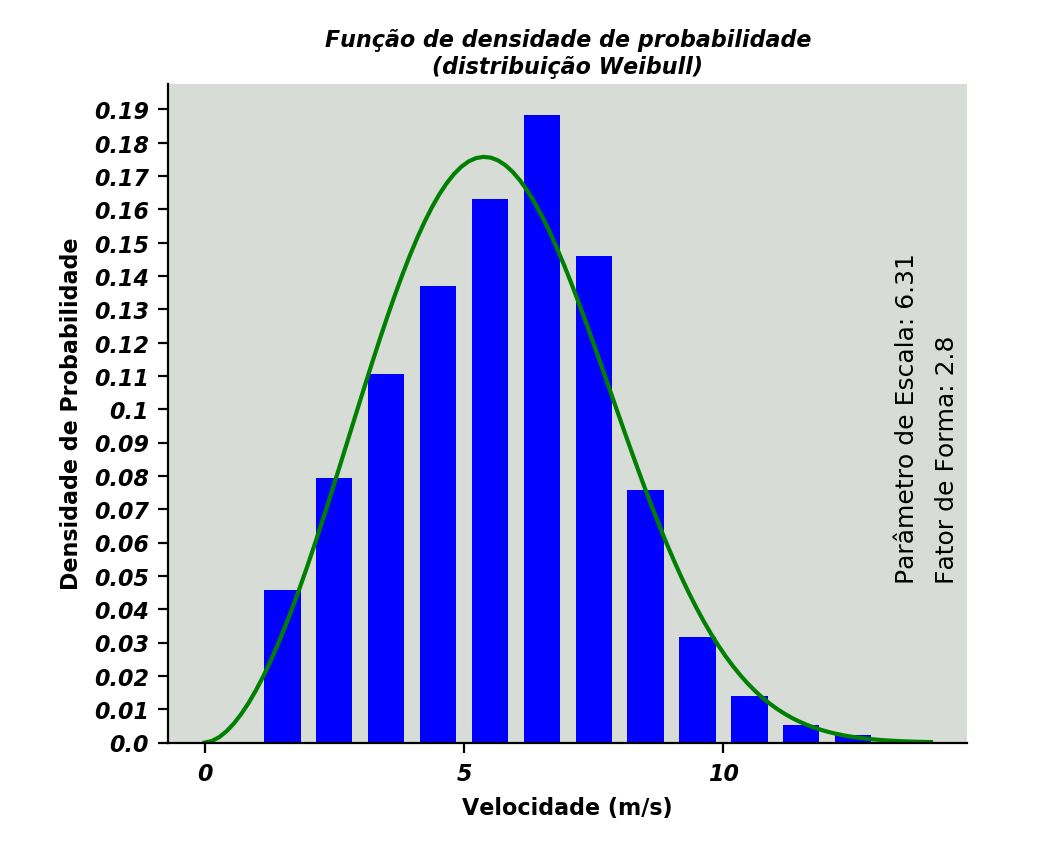 Função de densidade de probabilidade
(distribuição Weibull)
Densidade de Probabilidade
0.19
0.18
0.17
0.16
0.15
0.14
0.13
0.12
0.11
0.1
0.09
0.08
0.07
0.06
0.05
0.04
0.03
0.02
0.01
0.0
Parâmetro de Escala: 6.31
Fator de Forma: 2.8
0 5 10
Velocidade (m/s)